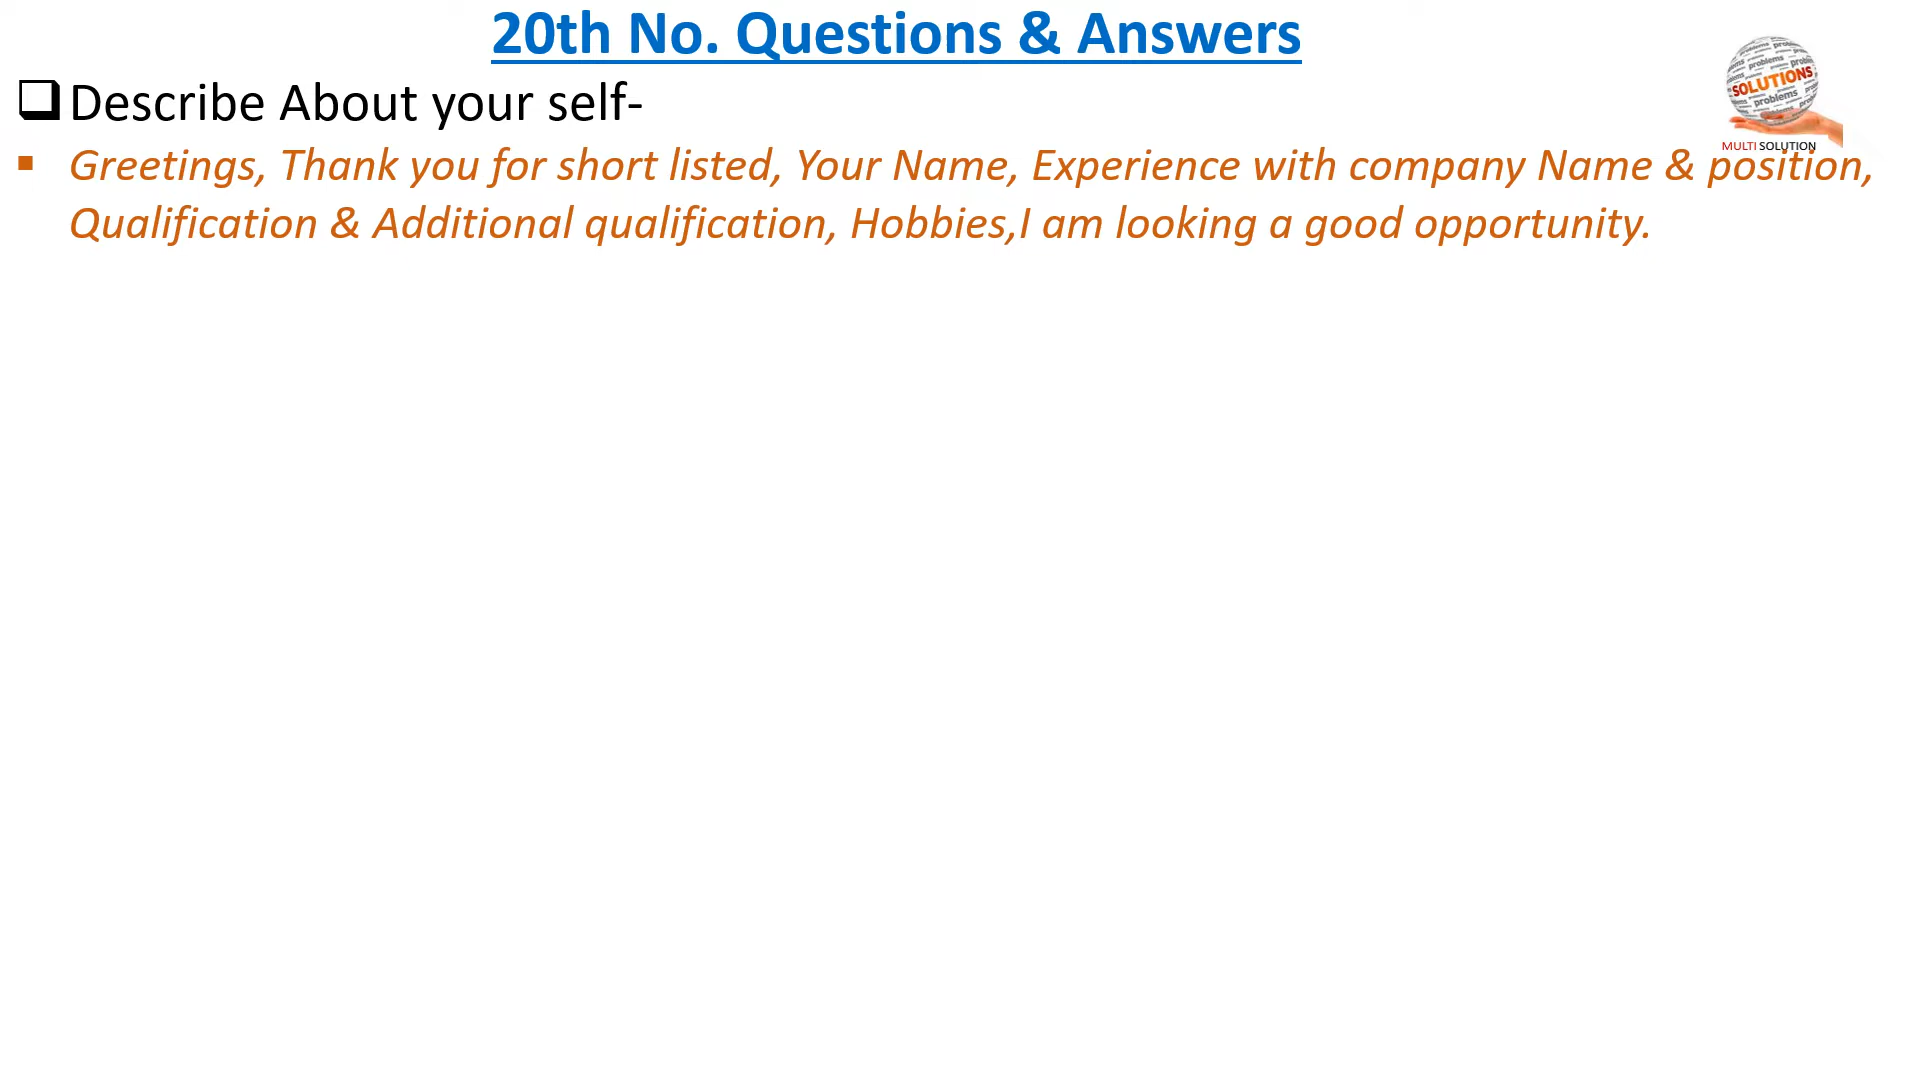 20th No. Questions & Answers
Describe About your self-
SOLUTIONS
problems
MULTI SOLUTION
Greetings, Thank you for short listed, Your Name, Experience with company Name & position,
Qualification & Additional qualification, Hobbies,I am looking a good opportunity.